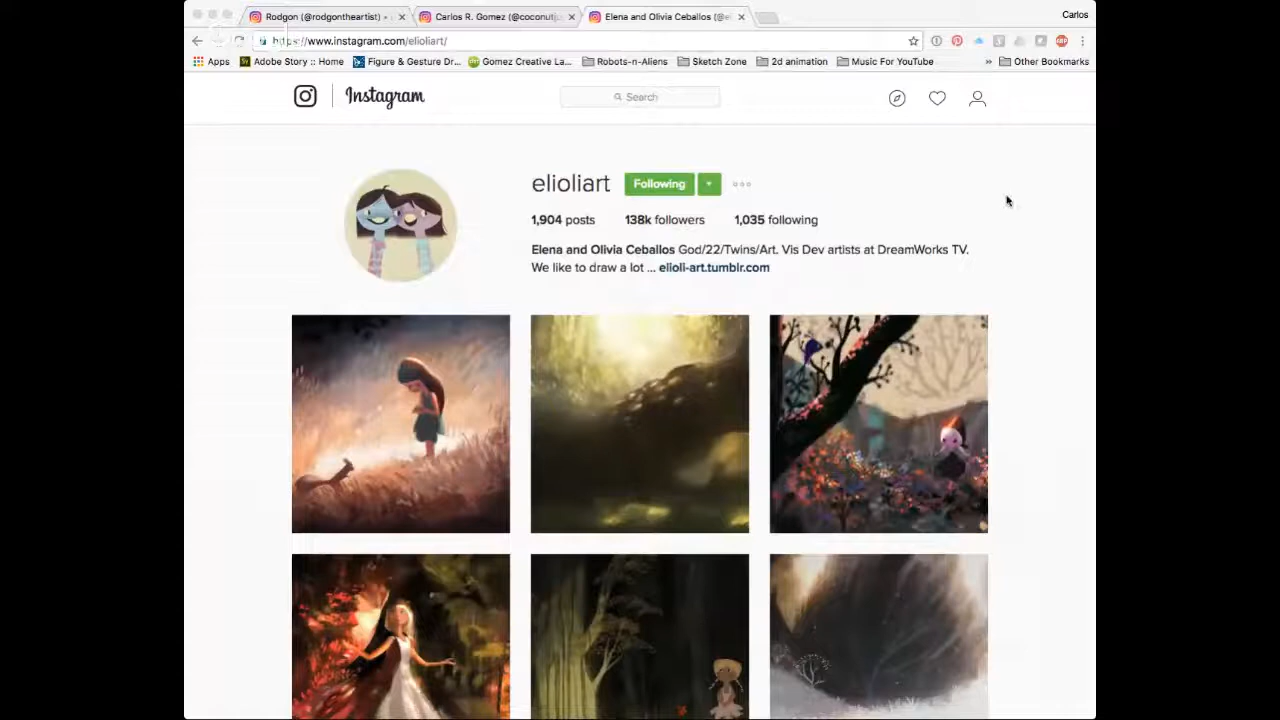 Rodgon (@rodgontheartist) •
Carlos R. Gomez (@coconutju
Elena and Olivia Ceballos (@e
Carlos
https://www.instagram.com/elioliart/
Apps
Adobe Story :: Home
Figure & Gesture Dr...
Gomez Creative La...
Robots-n-Aliens
Sketch Zone
2d animation
Music For YouTube
»
Other Bookmarks
Instagram
Search
elioliart
Following
1,904 posts
138k followers
1,035 following
Elena and Olivia Ceballos God/22/Twins/Art. Vis Dev artists at DreamWorks TV.
We like to draw a lot ... elioli-art.tumblr.com